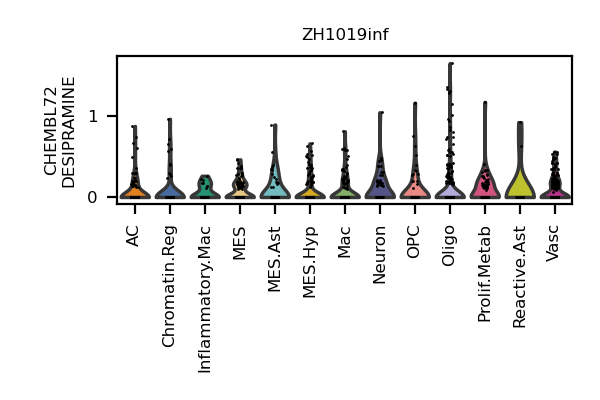 ZH1019inf
CHEMBL72
DESIPRAMINE
1
0
AC
Chromatin.Reg
Inflammatory.Mac
MES
MES.Ast
MES.Hyp
Mac
Neuron
OPC
Oligo
Prolif.Metab
Reactive.Ast
Vasc